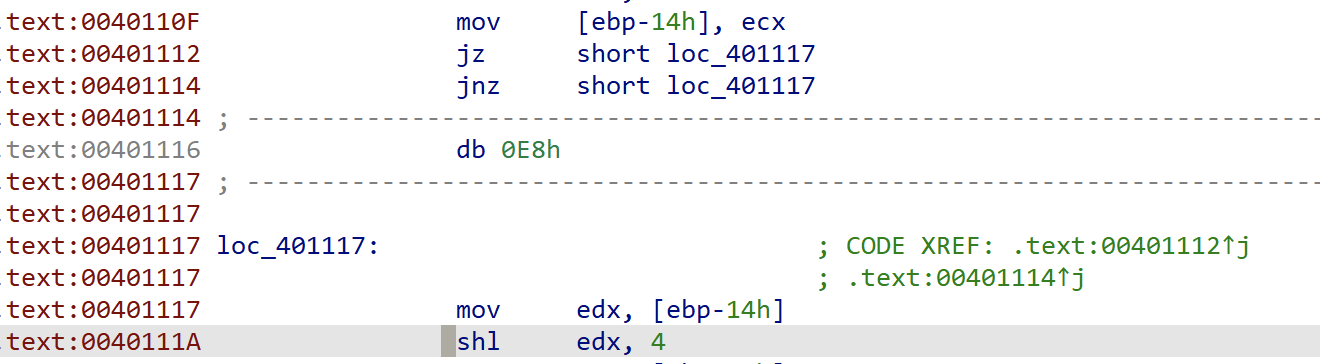 .text:0040110F mov [ebp-14h], ecx
.text:00401112 jz short loc_401117
.text:00401114 jnz short loc_401117
.text:00401114 ; ---------------------------------------------------------------------------
.text:00401116 db 0E8h
.text:00401117 ; ---------------------------------------------------------------------------
.text:00401117
.text:00401117 loc_401117: ; CODE XREF: .text:00401112↑j
.text:00401117 ; .text:00401114↑j
.text:00401117 mov edx, [ebp-14h]
.text:0040111A shl edx, 4